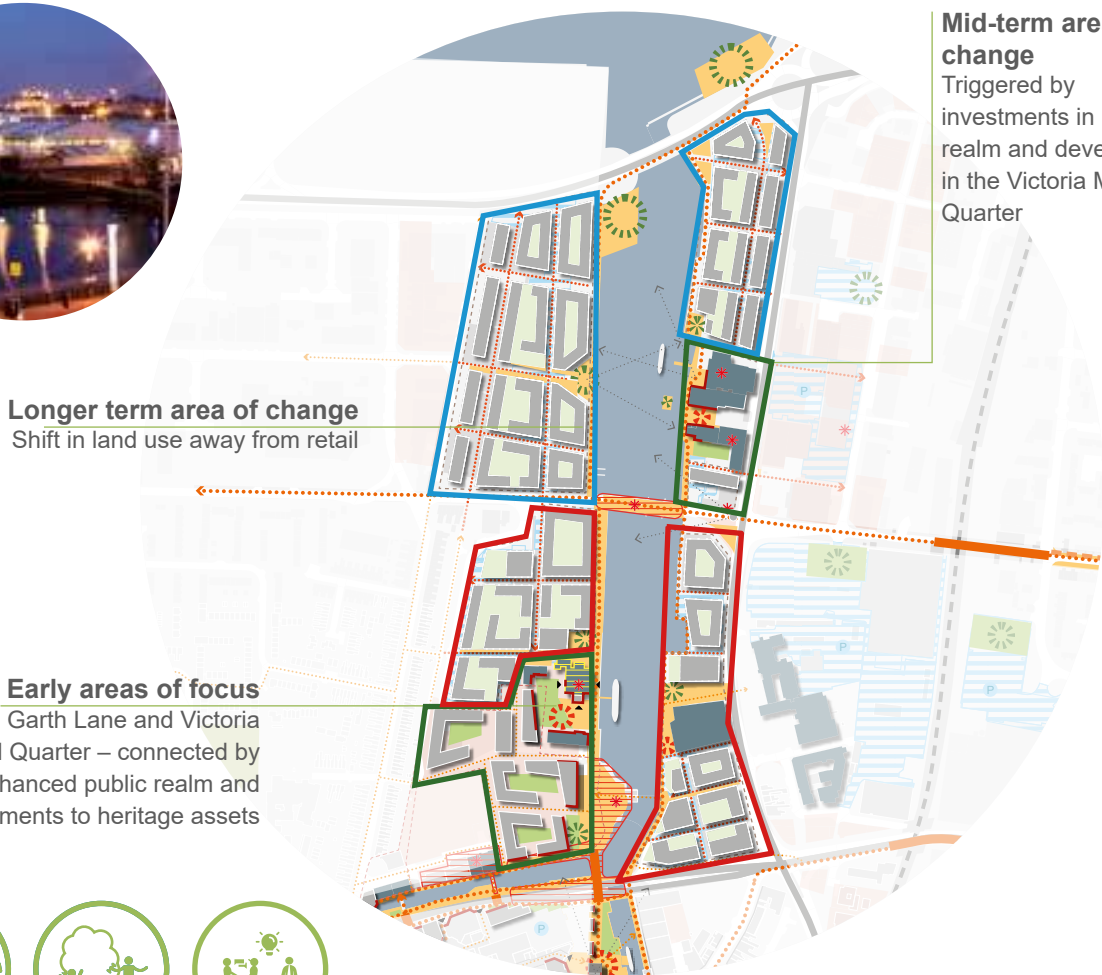 Mid-term are
change
Triggered by
investments in
realm and deve
in the Victoria M
Quarter
Longer term area of change
Shift in land use away from retail
Early areas of focus
Garth Lane and Victoria
l Quarter – connected by
hanced public realm and
ments to heritage assets
P
P
P
P